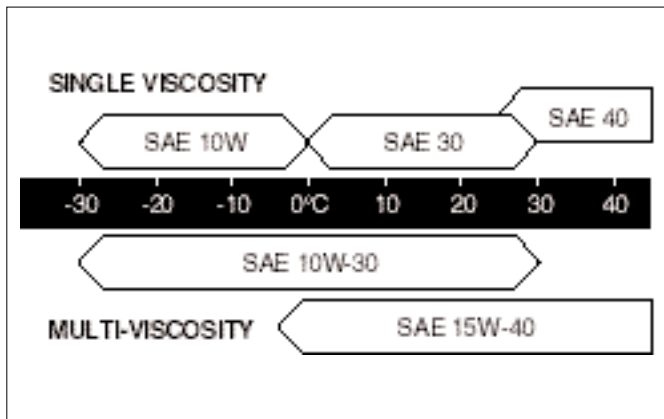 SINGLE VISCOSITY
SAE 40
SAE 10W
SAE 30
-30 -20 -10 0°C 10 20 30 40
SAE 10W-30
SAE 15W-40
MULTI-VISCOSITY